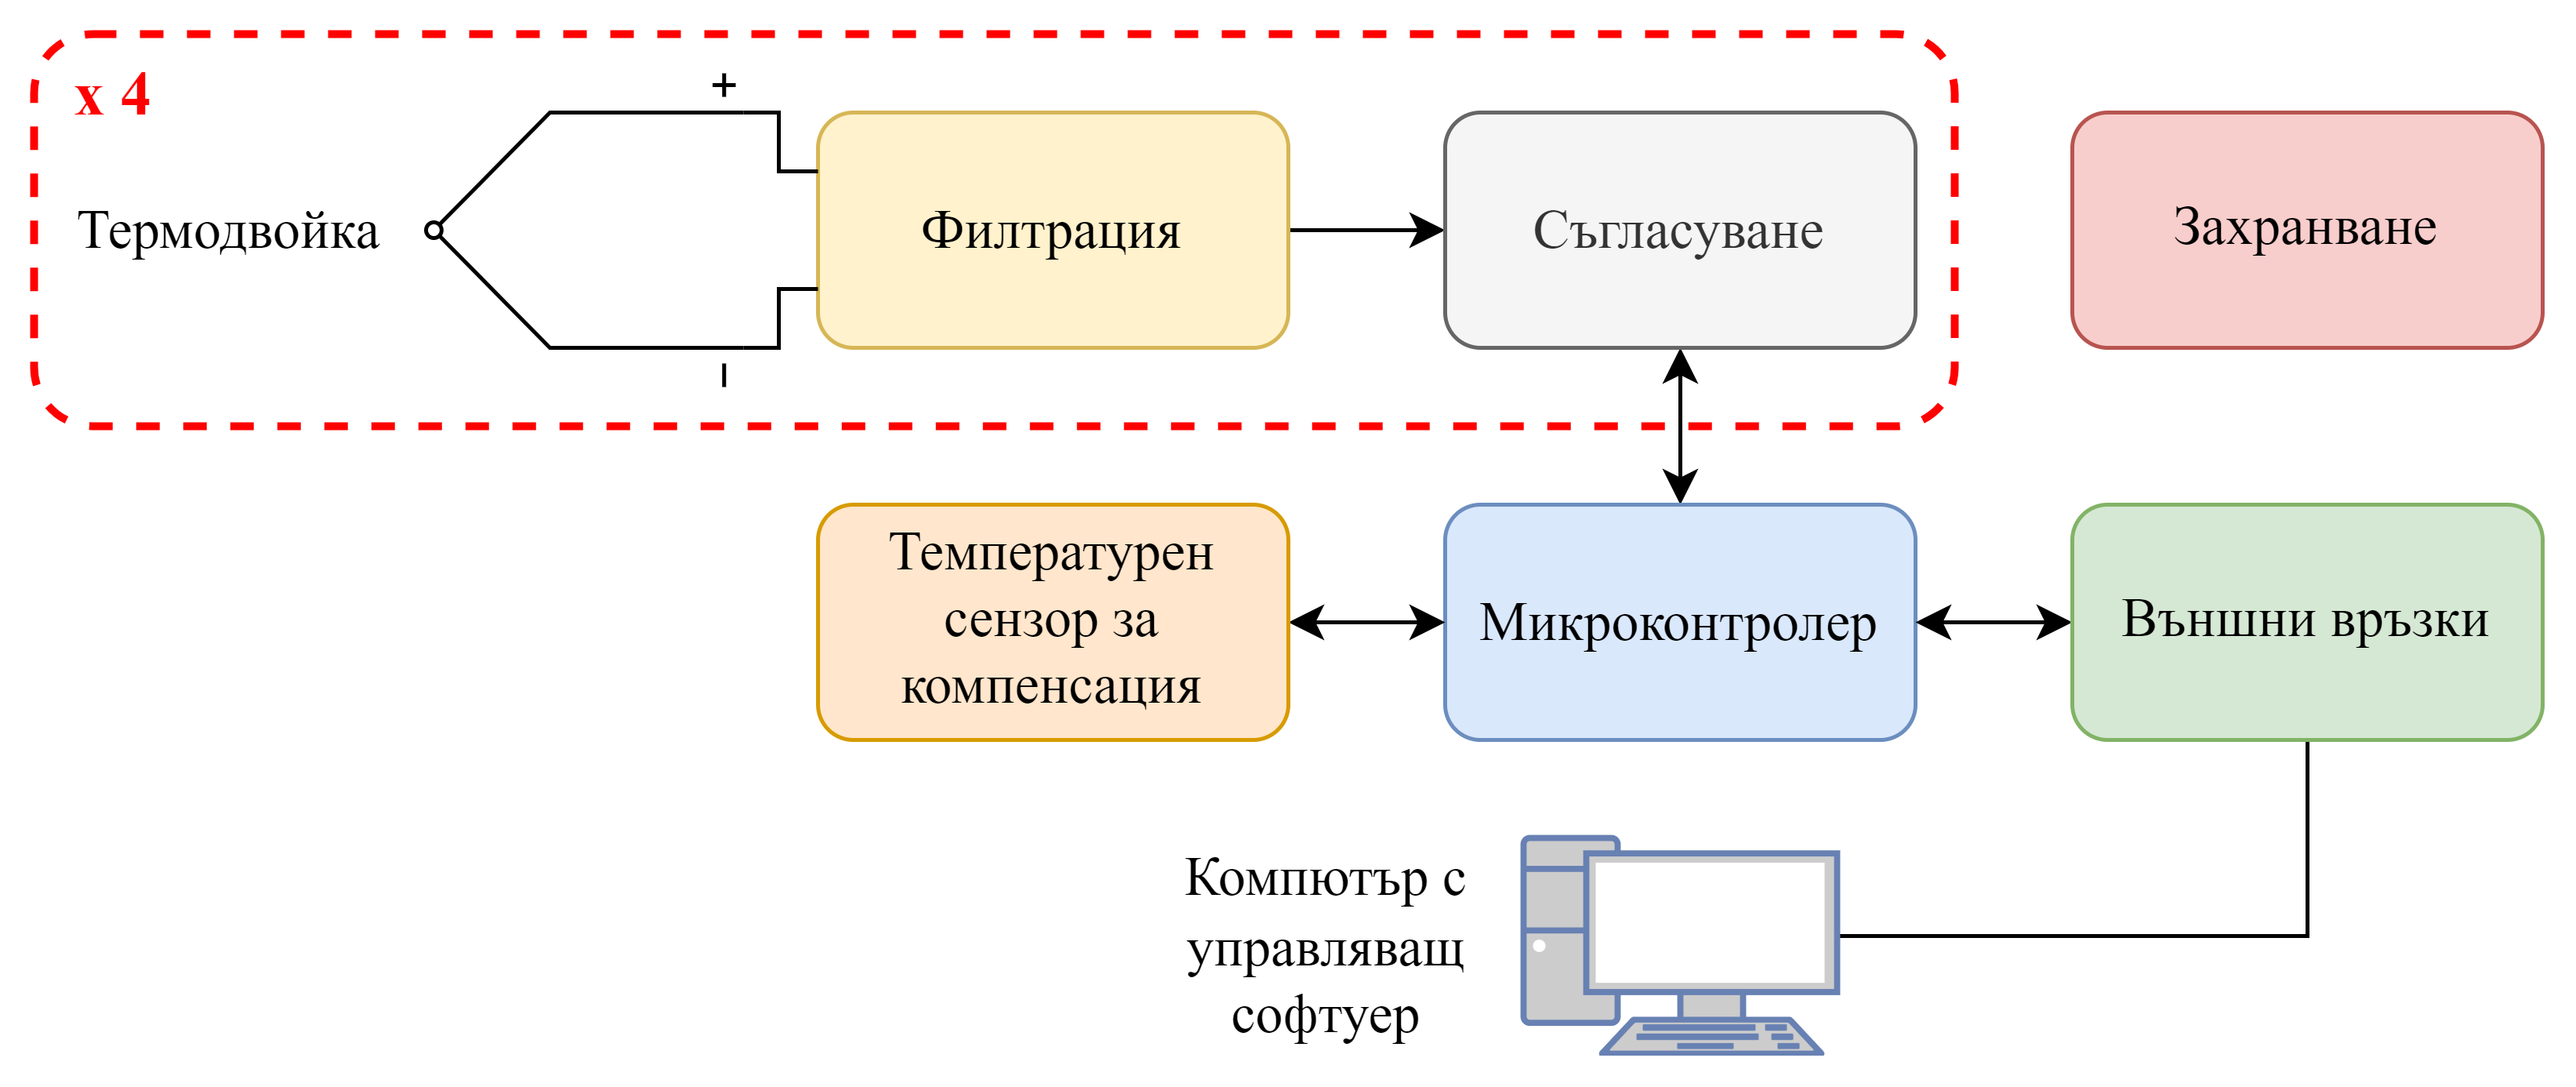 x 4
+
Термодвойка
Филтрация
Съгласуване
Захранване
–
Температурен
сензор за
компенсация
Микроконтролер
Външни връзки
Компютър с
управляващ
софтуер